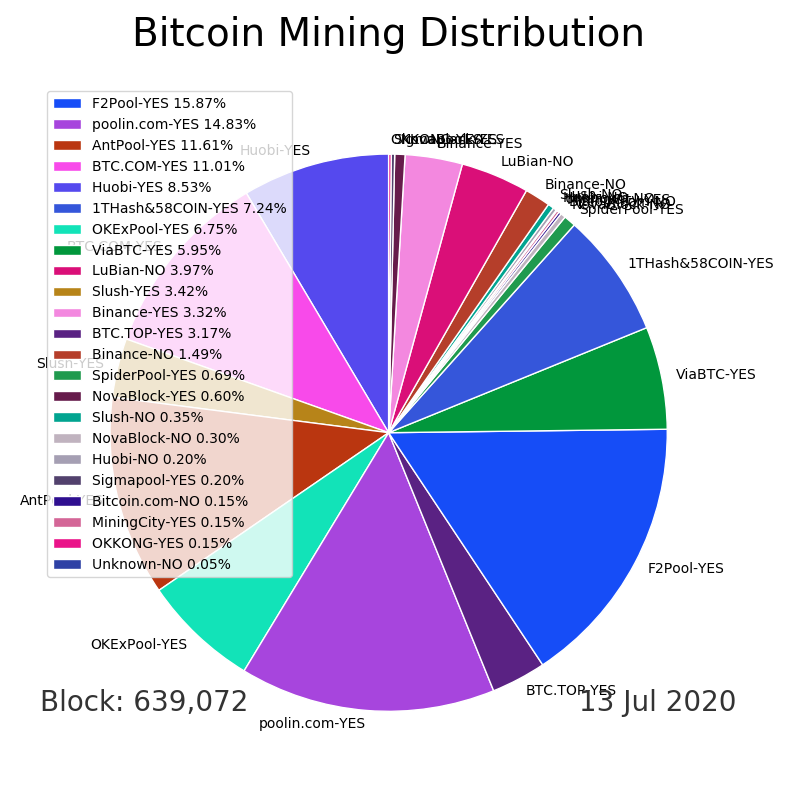 Bitcoin Mining Distribution
F2Pool-YES 15.87%
poolin.com-YES 14.83%
AntPool-YES 11.61%
BTC.COM-YES 11.01%
Huobi-YES 8.53%
1THash&58COIN-YES 7.24%
OKExPool-YES 6.75%
ViaBTC-YES 5.95%
LuBian-NO 3.97%
Slush-YES 3.42%
Binance-YES 3.32%
BTC.TOP-YES 3.17%
Binance-NO 1.49%
SpiderPool-YES 0.69%
NovaBlock-YES 0.60%
Slush-NO 0.35%
NovaBlock-NO 0.30%
Huobi-NO 0.20%
Sigmapool-YES 0.20%
Bitcoin.com-NO 0.15%
MiningCity-YES 0.15%
OKKONG-YES 0.15%
Unknown-NO 0.05%
Huobi-YES
Binance-YES
LuBian-NO
Binance-NO
Slush-NO
SpiderPool-YES
1THash&58COIN-YES
ViaBTC-YES
BTC.COM-YES
Slush-YES
AntPool-YES
F2Pool-YES
OKExPool-YES
BTC.TOP-YES
poolin.com-YES
Block: 639,072
13 Jul 2020